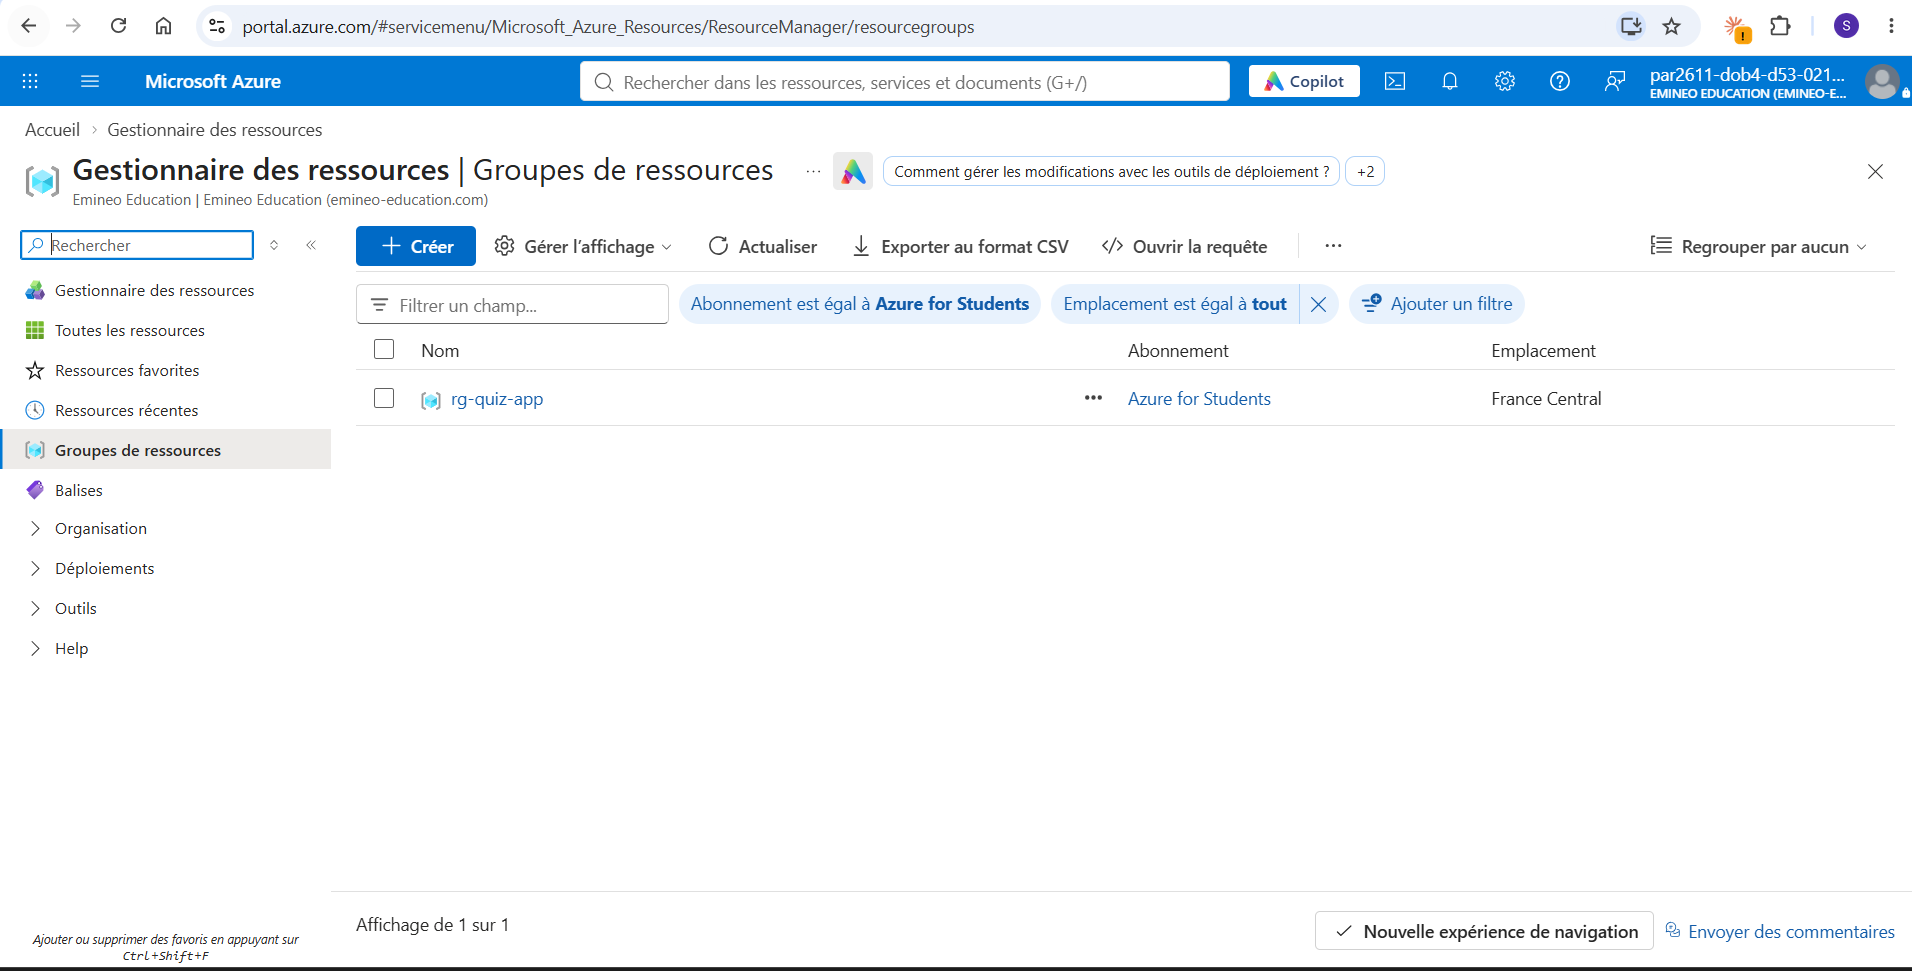 portal.azure.com/#servicemenu/Microsoft_Azure_Resources/ResourceManager/resourcegroups
S
Microsoft Azure
Rechercher dans les ressources, services et documents (G+/)
Copilot
par2611-dob4-d53-021...
EMINEO EDUCATION (EMINEO-E...
Accueil
Gestionnaire des ressources
Gestionnaire des ressources | Groupes de ressources
...
Comment gérer les modifications avec les outils de déploiement ?
+2
Emineo Education | Emineo Education (emineo-education.com)
Rechercher
Gestionnaire des ressources
Toutes les ressources
Ressources favorites
Ressources récentes
Groupes de ressources
Balises
Organisation
Déploiements
Outils
Help
Ajouter ou supprimer des favoris en appuyant sur
Ctrl+Shift+F
Créer
Gérer l'affichage
Actualiser
Exporter au format CSV
Ouvrir la requête
Regrouper par aucun
Filtrer un champ...
Abonnement est égal à Azure for Students
Emplacement est égal à tout
Ajouter un filtre
Nom
Abonnement
Emplacement
rg-quiz-app
Azure for Students
France Central
Affichage de 1 sur 1
Nouvelle expérience de navigation
Envoyer des commentaires